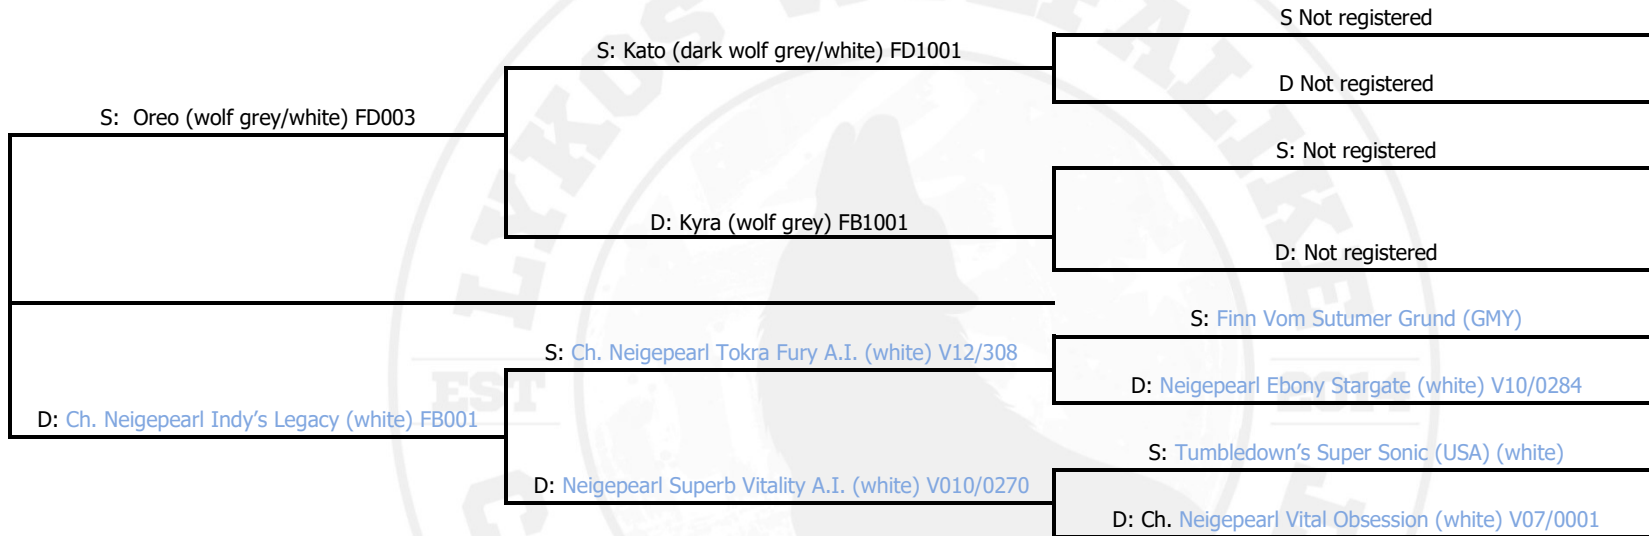 S Not registered
S: Kato (dark wolf grey/white) FD1001
D Not registered
S: Oreo (wolf grey/white) FD003
S: Not registered
D: Kyra (wolf grey) FB1001
D: Not registered
S: Finn Vom Sutumer Grund (GMY)
S: Ch. Neigepearl Tokra Fury A.I. (white) V12/308
D: Neigepearl Ebony Stargate (white) V10/0284
D: Ch. Neigepearl Indy’s Legacy (white) FB001
S: Tumbledown’s Super Sonic (USA) (white)
D: Neigepearl Superb Vitality A.I. (white) V010/0270
D: Ch. Neigepearl Vital Obsession (white) V07/0001
LYKOS
EST
2014